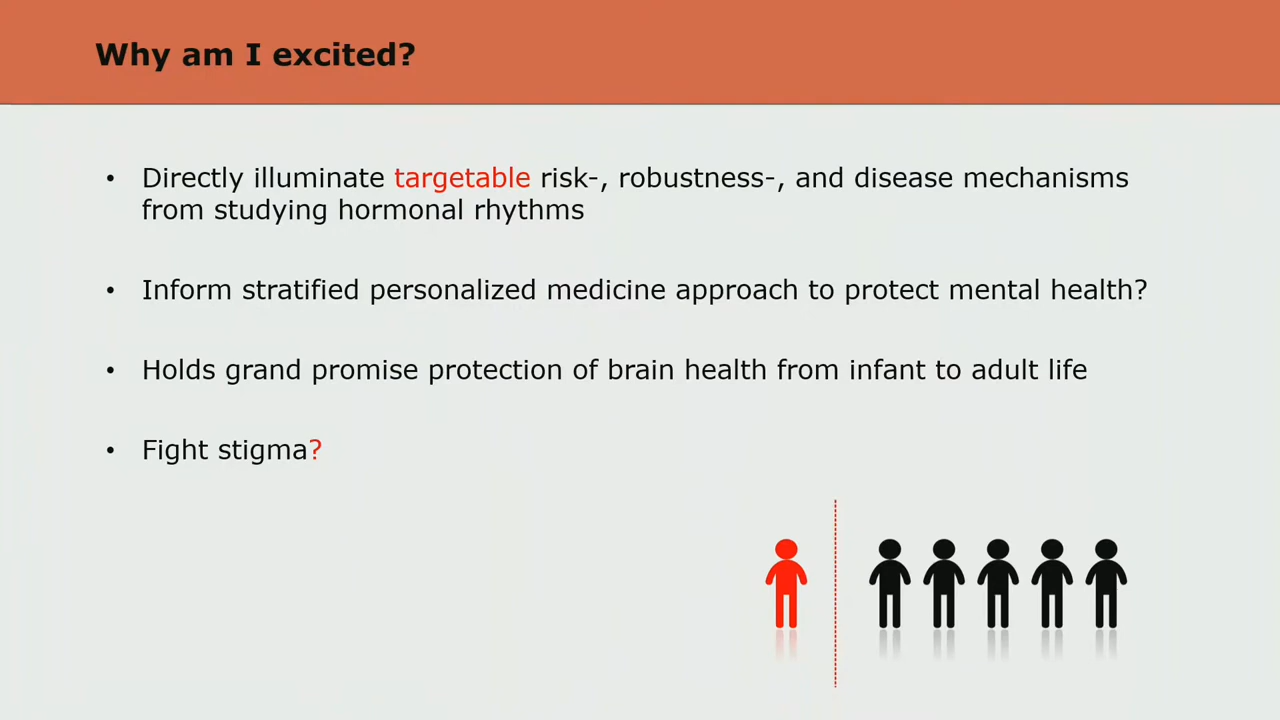 Why am I excited?
• Directly illuminate targetable risk-, robustness-, and disease mechanisms
from studying hormonal rhythms
• Inform stratified personalized medicine approach to protect mental health?
• Holds grand promise protection of brain health from infant to adult life
• Fight stigma?